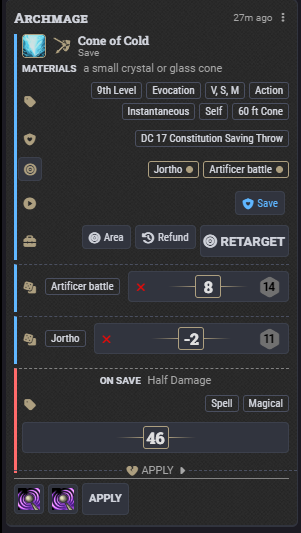 Archmage 27m ago
Cone of Cold
Save
MATERIALS a small crystal or glass cone
9th Level Evocation V, S, M Action
Instantaneous Self 60 ft Cone
DC 17 Constitution Saving Throw
Jortho Artificer battle
Save
Area Refund RETARGET
Artificer battle 8 14
Jortho -2 11
ON SAVE Half Damage
Spell Magical
46
APPLY
APPLY